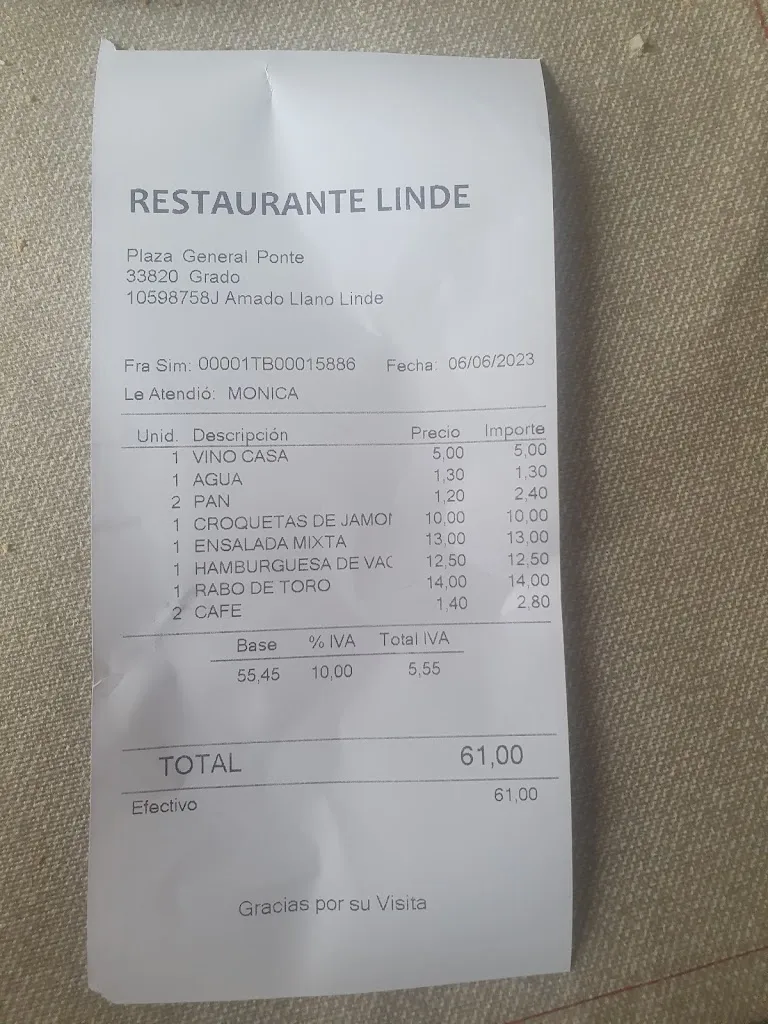 RESTAURANTE LINDE
Plaza General Ponte
33820 Grado
10598758J Amado Llano Linde
Fra Sim: 00001TB00015886 Fecha: 06/06/2023
Le Atendió: MONICA
Unid. Descripción Precio Importe
1 VINO CASA 5,00 5,00
1 AGUA 1,30 1,30
2 PAN 1,20 2,40
1 CROQUETAS DE JAMON 10,00 10,00
1 ENSALADA MIXTA 13,00 13,00
1 HAMBURGUESA DE VAC 12,50 12,50
1 RABO DE TORO 14,00 14,00
2 CAFE 1,40 2,80
Base % IVA Total IVA
55,45 10,00 5,55
TOTAL 61,00
Efectivo 61,00
Gracias por su Visita